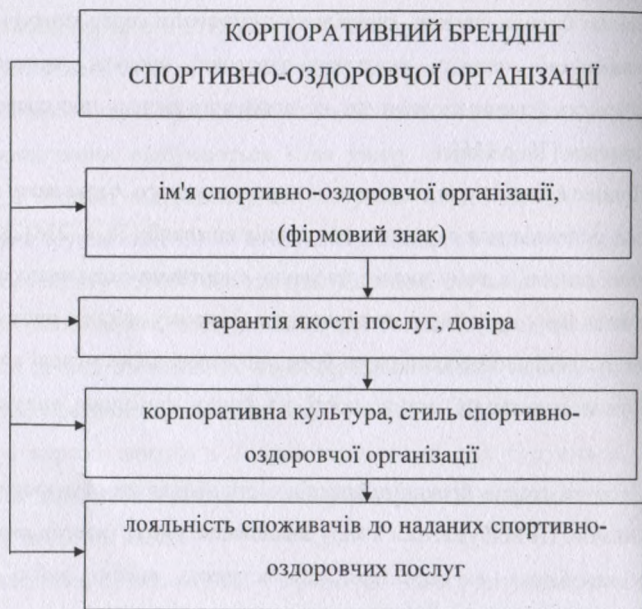 КОРПОРАТИВНИЙ БРЕНДІНГ
СПОРТИВНО-ОЗДОРОВЧОЇ ОРГАНІЗАЦІЇ
ім'я спортивно-оздоровчої організації,
(фірмовий знак)
гарантія якості послуг, довіра
корпоративна культура, стиль спортивно-
оздоровчої організації
лояльність споживачів до наданих спортивно-
оздоровчих послуг